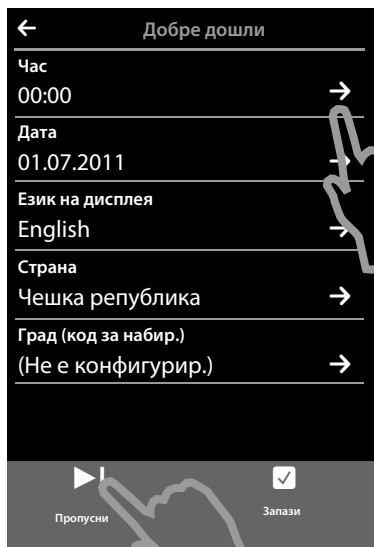 Добре дошли
Час
00:00
Дата
01.07.2011
Език на дисплея
English
Страна
Чешка република
Град (код за набир.)
(Не е конфигурир.)
Пропусни
Запази